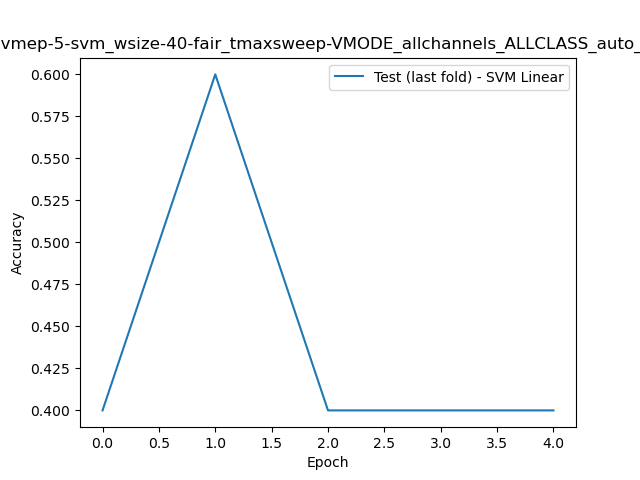 vmep-5-svm_wsize-40-fair_tmaxsweep-VMODE_allchannels_ALLCLASS_auto_
Test (last fold) - SVM Linear
0.600
0.575
0.550
0.525
0.500
0.475
0.450
0.425
0.400
Accuracy
0.0 0.5 1.0 1.5 2.0 2.5 3.0 3.5 4.0
Epoch